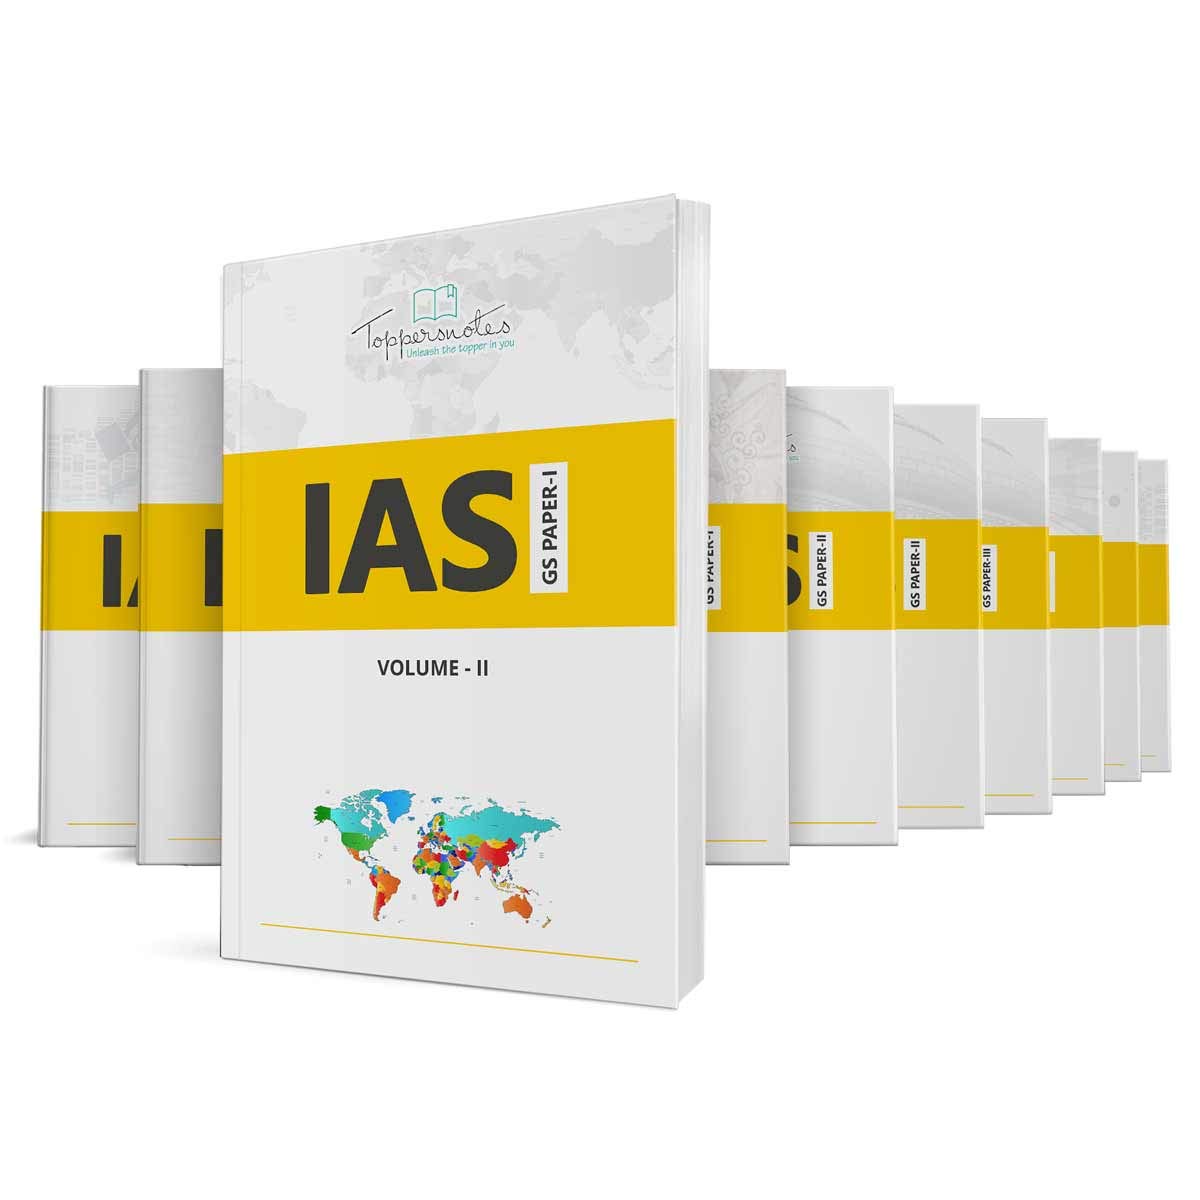 Toppersnotes
Unleash the topper in you
IAS
GS PAPER-I
VOLUME - II
GS PAPER-I
S
GS PAPER-II
GS PAPER-II
GS PAPER-III